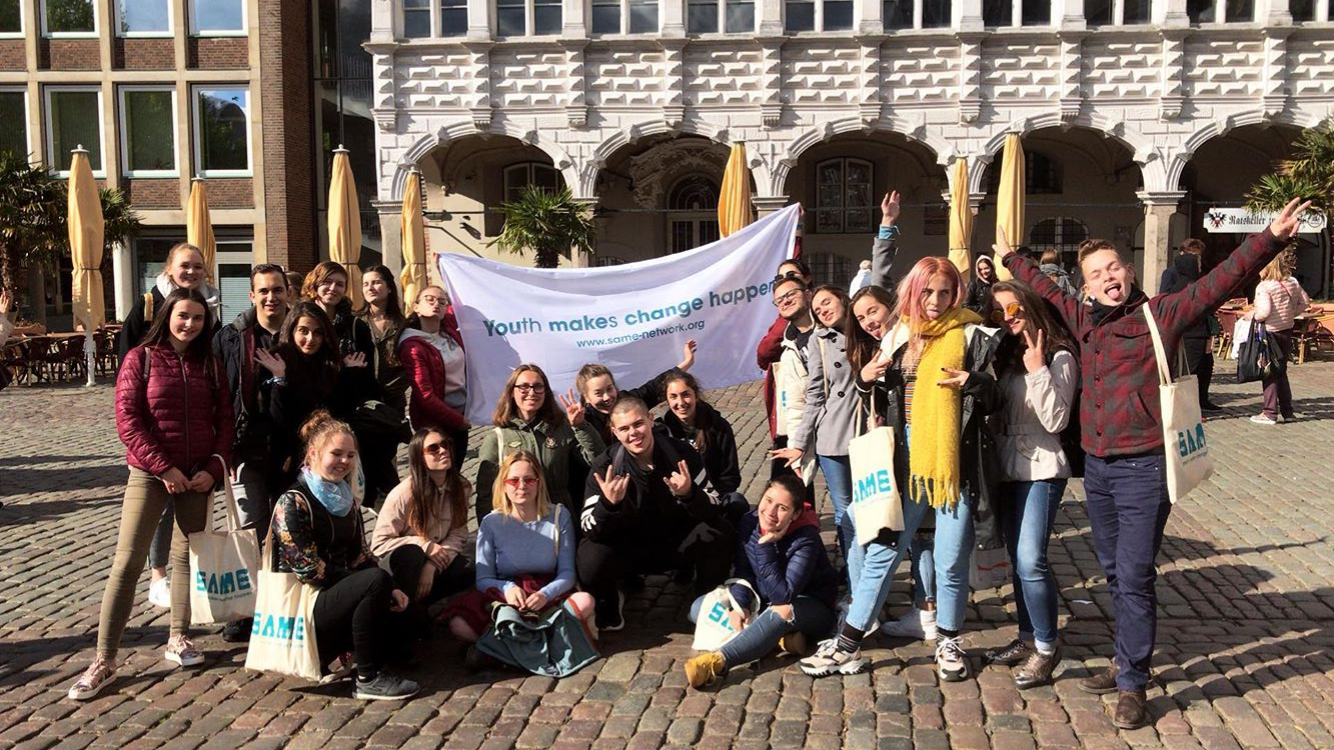 Youth makes change happen
www.same-network.org
Ratskeller
SAME
SAME
SAME
SAME
SAME